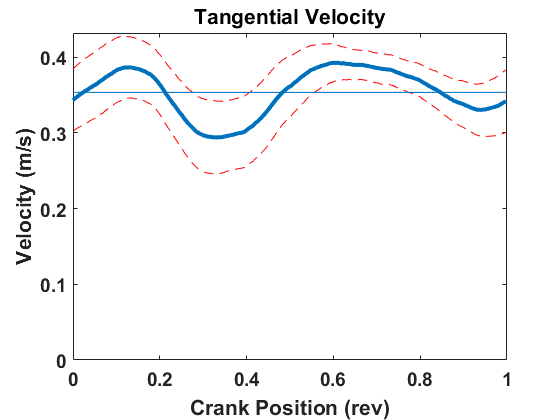 Tangential Velocity
Velocity (m/s)
0.4
0.3
0.2
0.1
0
0 0.2 0.4 0.6 0.8 1
Crank Position (rev)